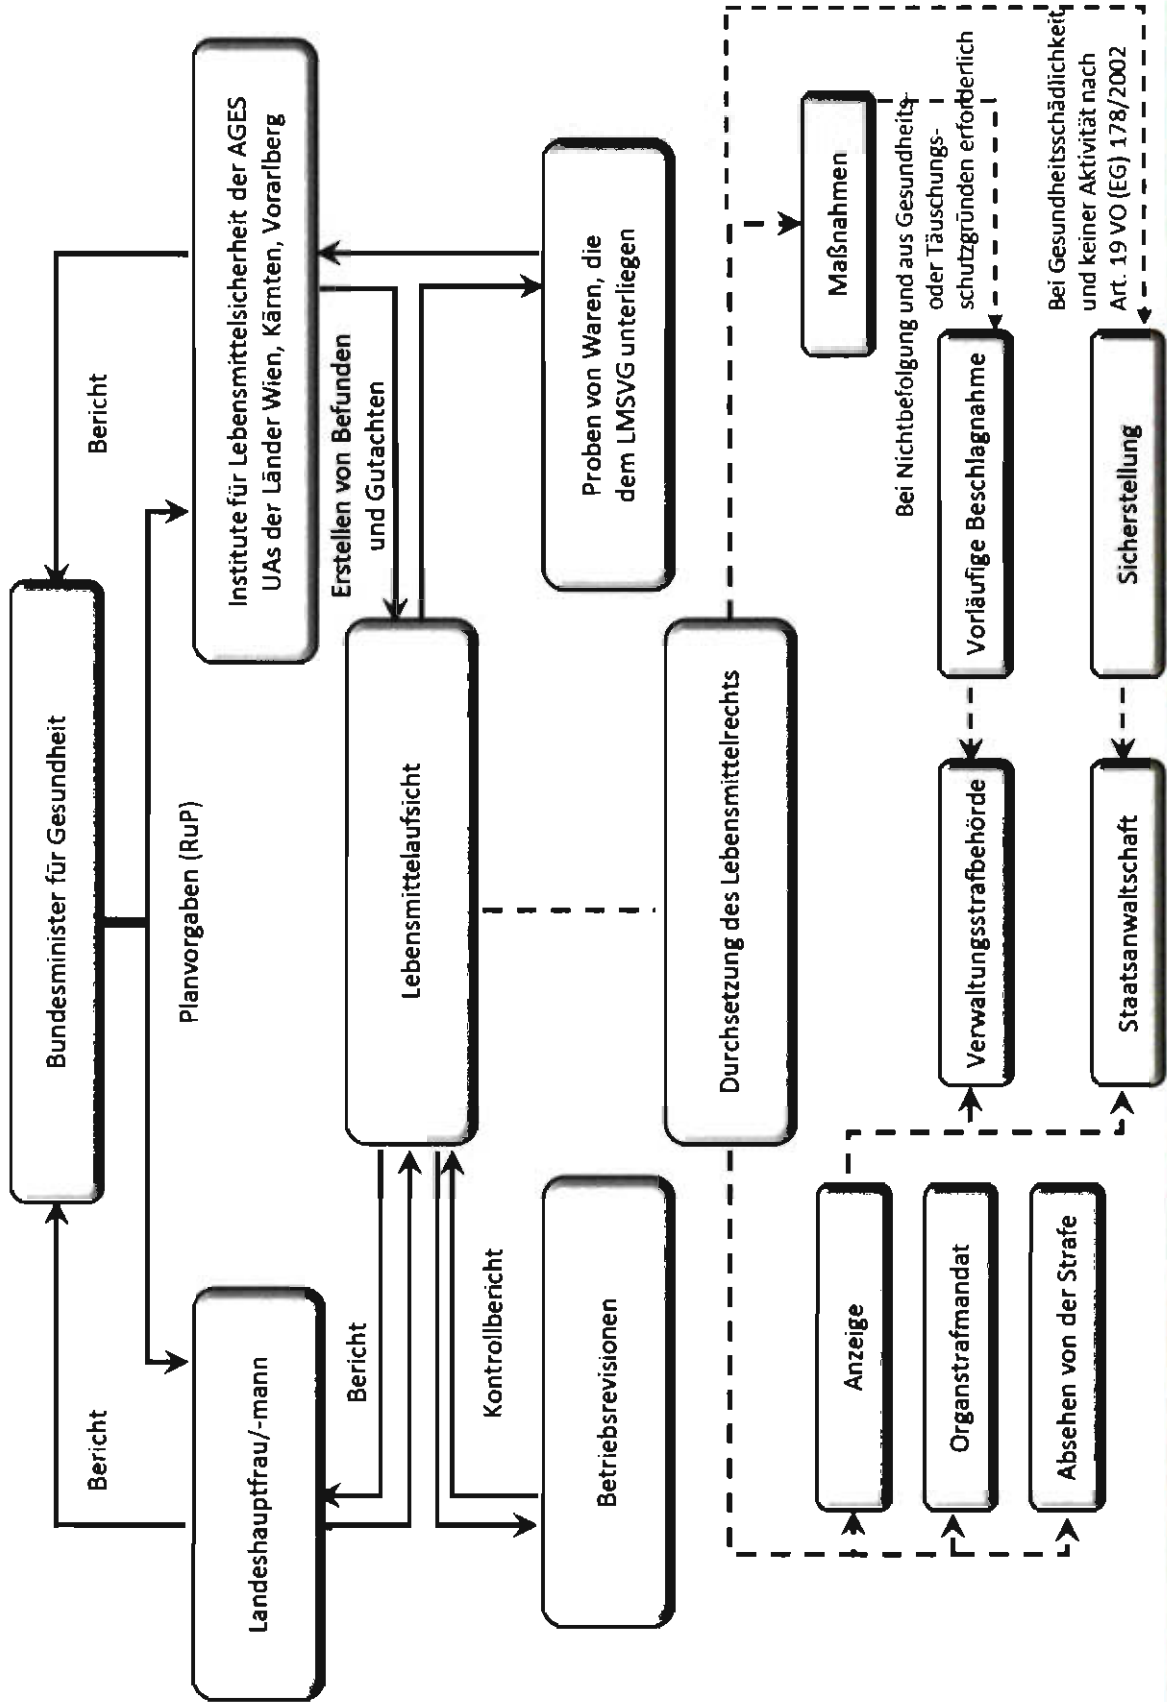 Bundesminister für Gesundheit
Bericht
Bericht
Planvorgaben (RuP)
Landeshauptfrau/-mann
Institute für Lebensmittelsicherheit der AGES
UAs der Länder Wien, Kärnten, Vorarlberg
Bericht
Erstellen von Befunden
und Gutachten
Lebensmittelaufsicht
Kontrollbericht
Betriebsrevisionen
Proben von Waren, die
dem LMSVG unterliegen
Durchsetzung des Lebensmittelrechts
Anzeige
Organstrafmandat
Absehen von der Strafe
Maßnahmen
Bei Nichtbefolgung und aus Gesundheits-
oder Täuschungs-
schutzgründen erforderlich
Verwaltungsstrafbehörde
Vorläufige Beschlagnahme
Bei Gesundheitsschädlichkeit
und keiner Aktivität nach
Art. 19 VO (EG) 178/2002
Staatsanwaltschaft
Sicherstellung